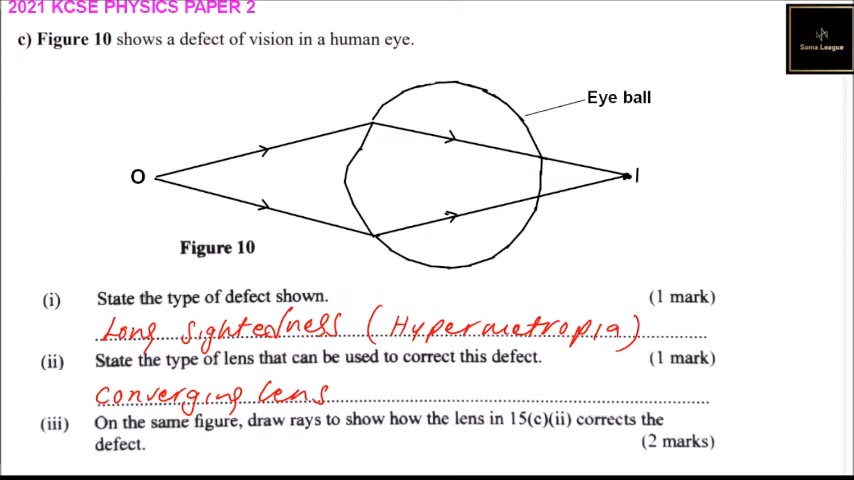 2021 KCSE PHYSICS PAPER 2
c) Figure 10 shows a defect of vision in a human eye.
Soma League
Eye ball
O
I
Figure 10
(i) State the type of defect shown. (1 mark)
Long sightedness (Hypermetropia)
(ii) State the type of lens that can be used to correct this defect. (1 mark)
converging lens
(iii) On the same figure, draw rays to show how the lens in 15(c)(ii) corrects the
defect. (2 marks)